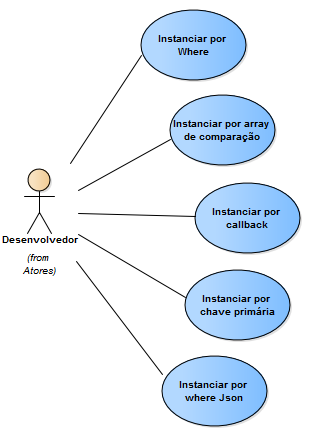 Instanciar por
Where
Instanciar por array
de comparação
Instanciar por
callback
Desenvolvedor
(from
Atores)
Instanciar por
chave primária
Instanciar por
where Json